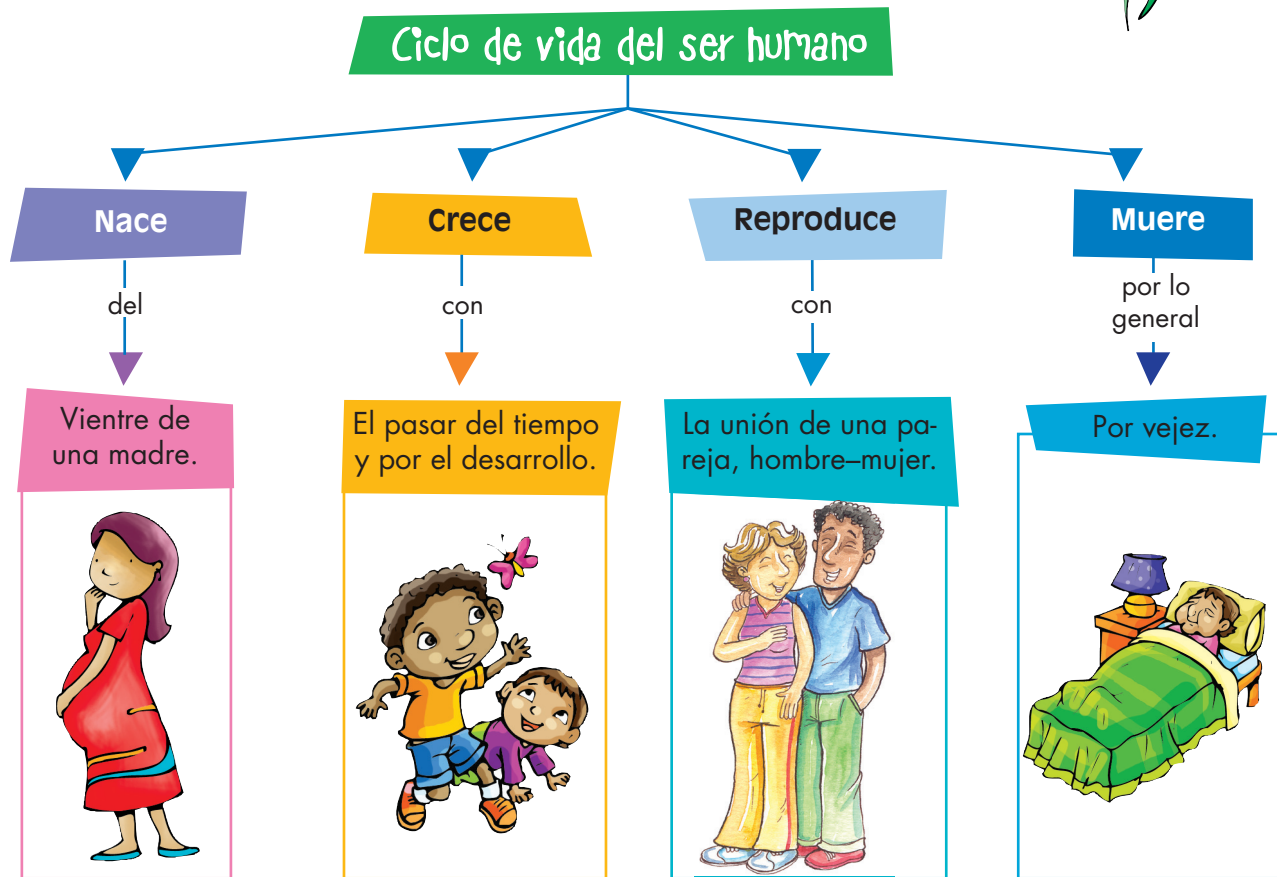 Ciclo de vida del ser humano
Nace
Crece
Reproduce
Muere
del
con
con
por lo
general
Vientre de
una madre.
El pasar del tiempo
y por el desarrollo.
La unión de una pa-
reja, hombre–mujer.
Por vejez.